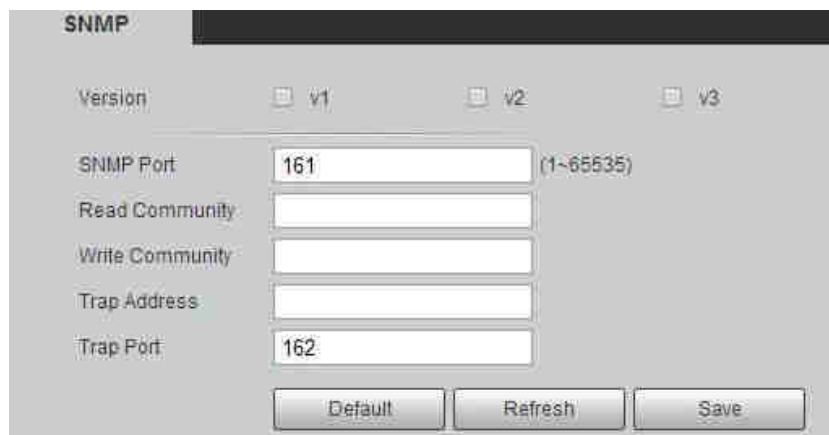 SNMP
Version v1 v2 v3
SNMP Port 161 (1~65535)
Read Community
Write Community
Trap Address
Trap Port 162
Default Refresh Save